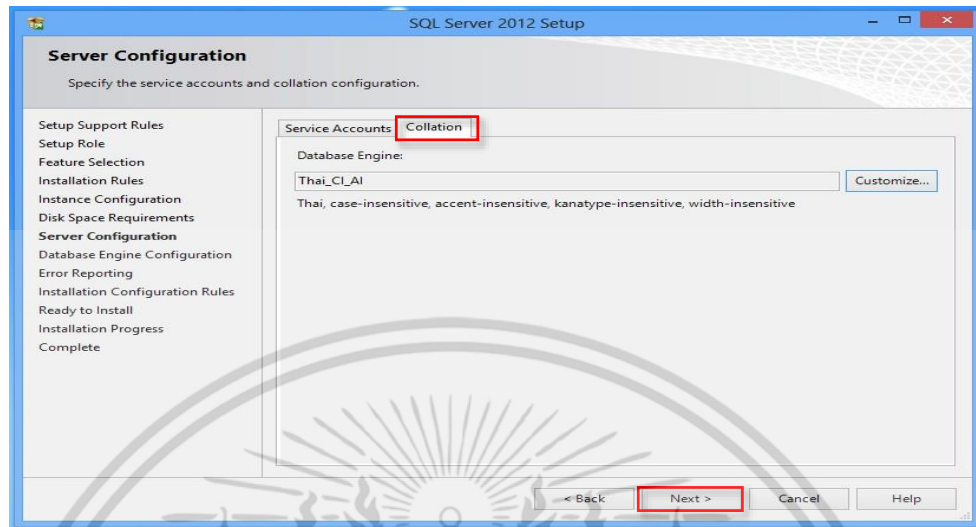 SQL Server 2012 Setup
Server Configuration
Specify the service accounts and collation configuration.
Setup Support Rules
Setup Role
Feature Selection
Installation Rules
Instance Configuration
Disk Space Requirements
Server Configuration
Database Engine Configuration
Error Reporting
Installation Configuration Rules
Ready to Install
Installation Progress
Complete
Service Accounts Collation
Database Engine:
Thai_CI_AI Customize...
Thai, case-insensitive, accent-insensitive, kanatype-insensitive, width-insensitive
< Back Next > Cancel Help